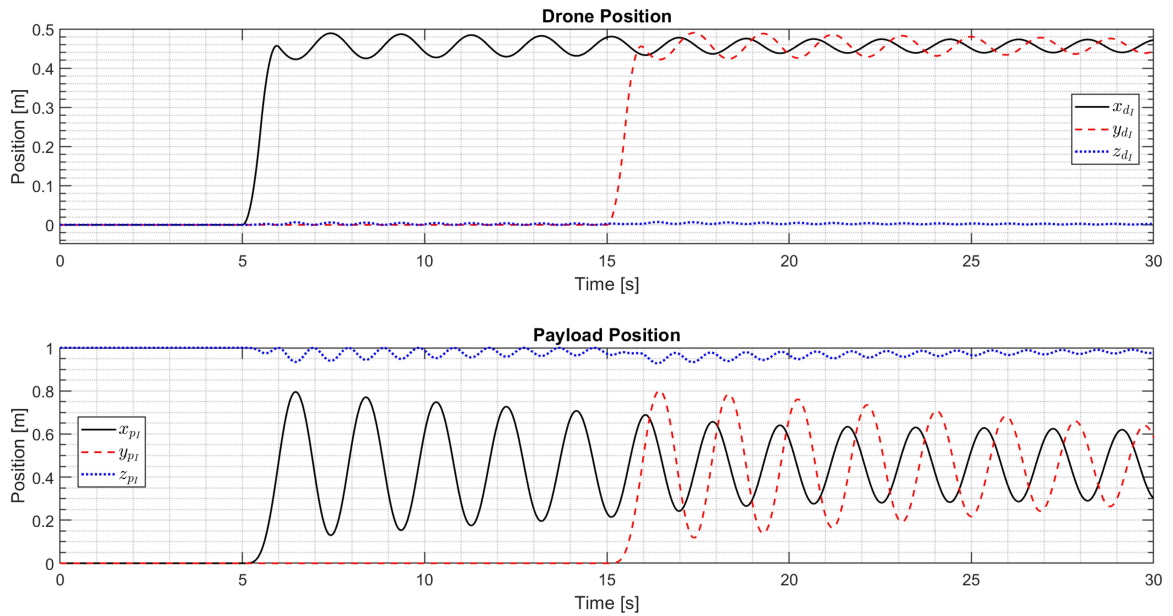 Drone Position
0.5
0.4
0.3
0.2
0.1
0
Position [m]
x_{d_I}
y_{d_I}
z_{d_I}
0 5 10 15 20 25 30
Time [s]
Payload Position
1
0.8
0.6
0.4
0.2
0
Position [m]
x_{p_I}
y_{p_I}
z_{p_I}
0 5 10 15 20 25 30
Time [s]